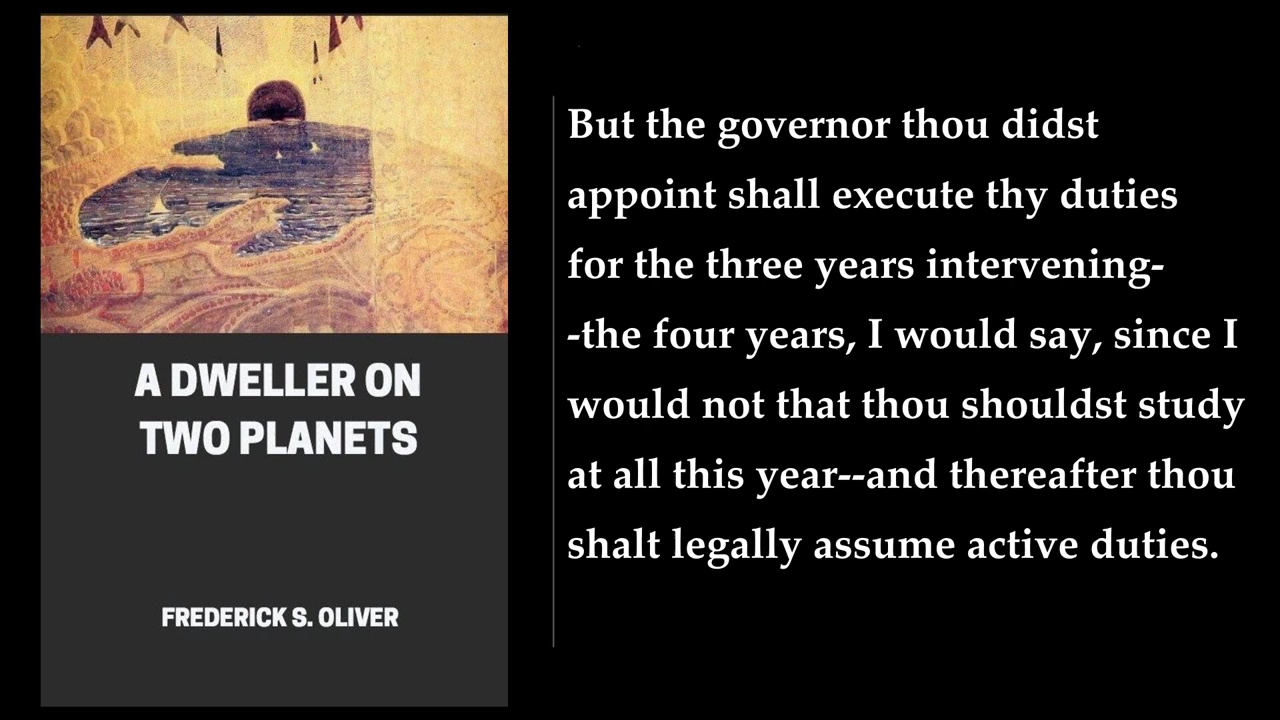 A DWELLER ON
TWO PLANETS
FREDERICK S. OLIVER
But the governor thou didst
appoint shall execute thy duties
for the three years intervening-
-the four years, I would say, since I
would not that thou shouldst study
at all this year--and thereafter thou
shalt legally assume active duties.